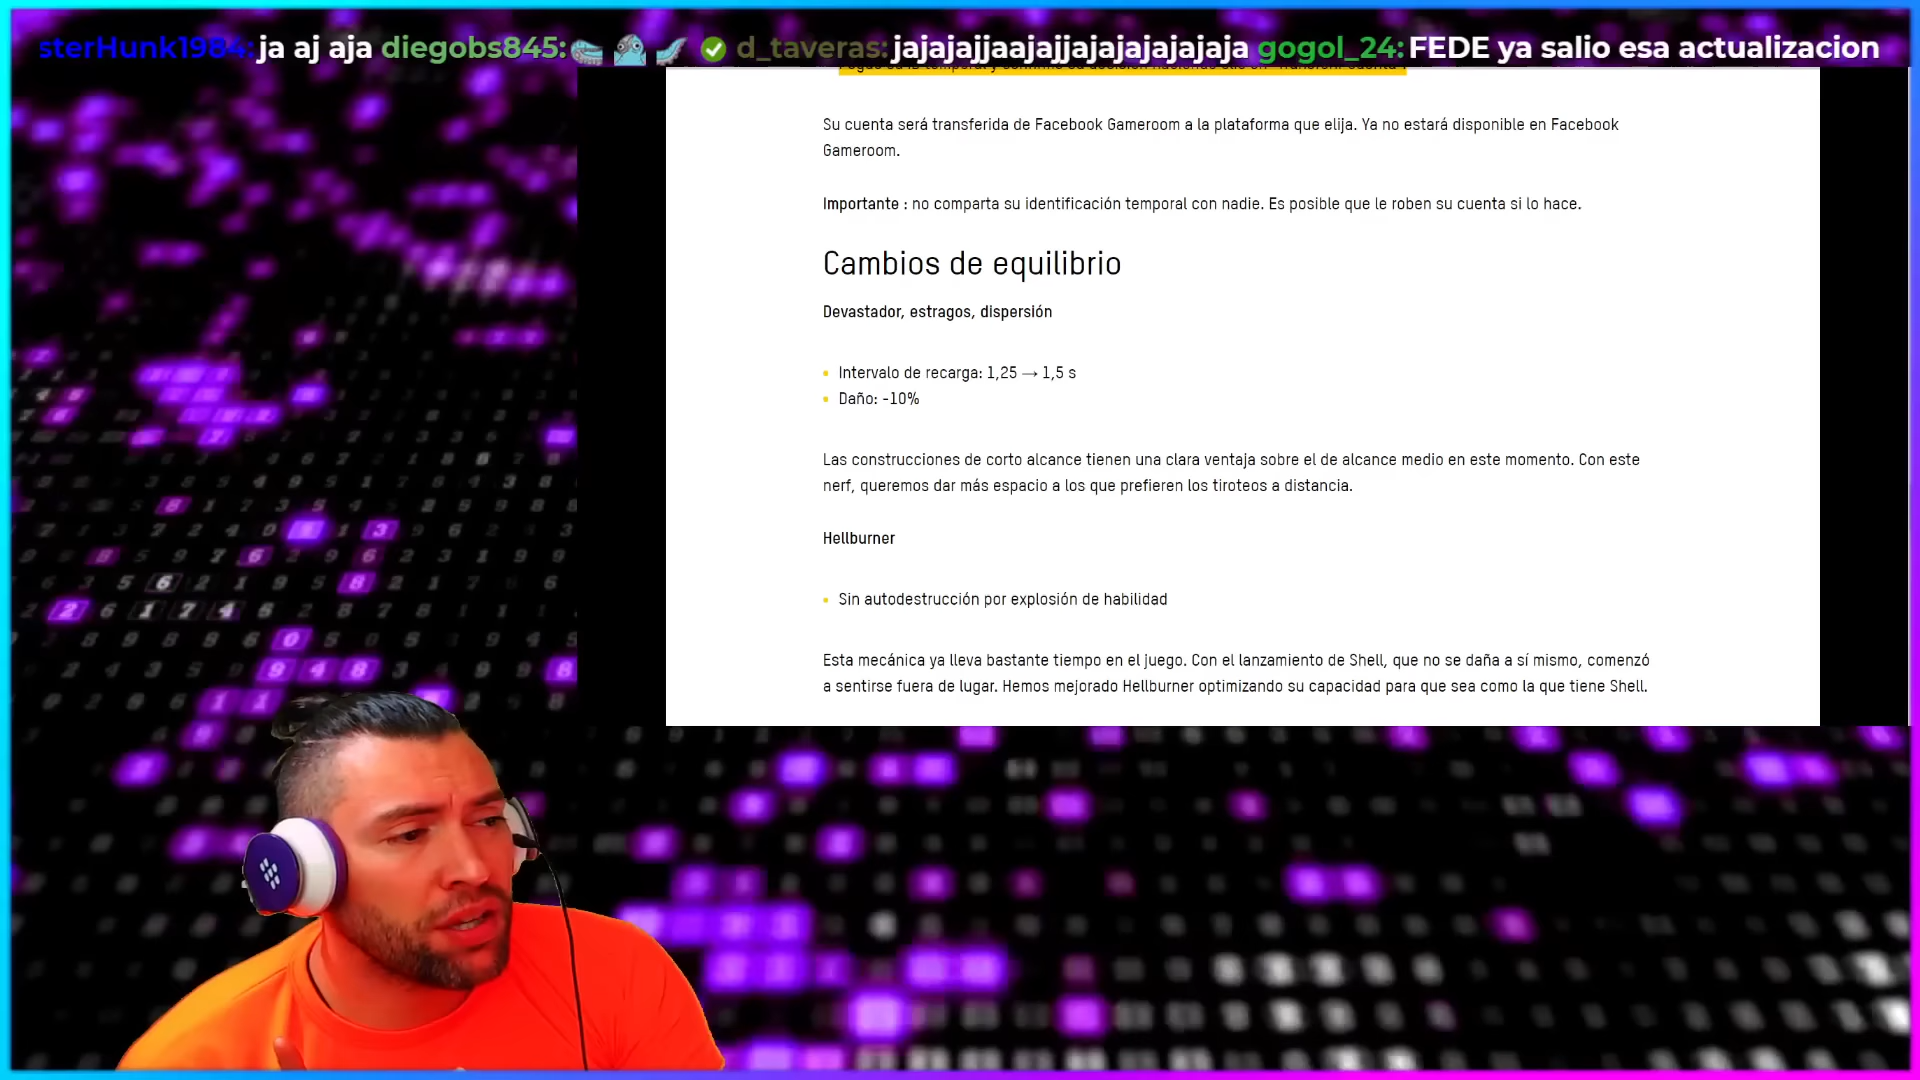 sterHunk1984: ja aj aja diegobs845: d_taveras: jajajajjaajajjajajajajajaja gogol_24: FEDE ya salio esa actualizacion
Su cuenta será transferida de Facebook Gameroom a la plataforma que elija. Ya no estará disponible en Facebook
Gameroom.
Importante : no comparta su identificación temporal con nadie. Es posible que le roben su cuenta si lo hace.
Cambios de equilibrio
Devastador, estragos, dispersión
Intervalo de recarga: 1,25 → 1,5 s
Daño: -10%
Las construcciones de corto alcance tienen una clara ventaja sobre el de alcance medio en este momento. Con este
nerf, queremos dar más espacio a los que prefieren los tiroteos a distancia.
Hellburner
Sin autodestrucción por explosión de habilidad
Esta mecánica ya lleva bastante tiempo en el juego. Con el lanzamiento de Shell, que no se daña a sí mismo, comenzó
a sentirse fuera de lugar. Hemos mejorado Hellburner optimizando su capacidad para que sea como la que tiene Shell.